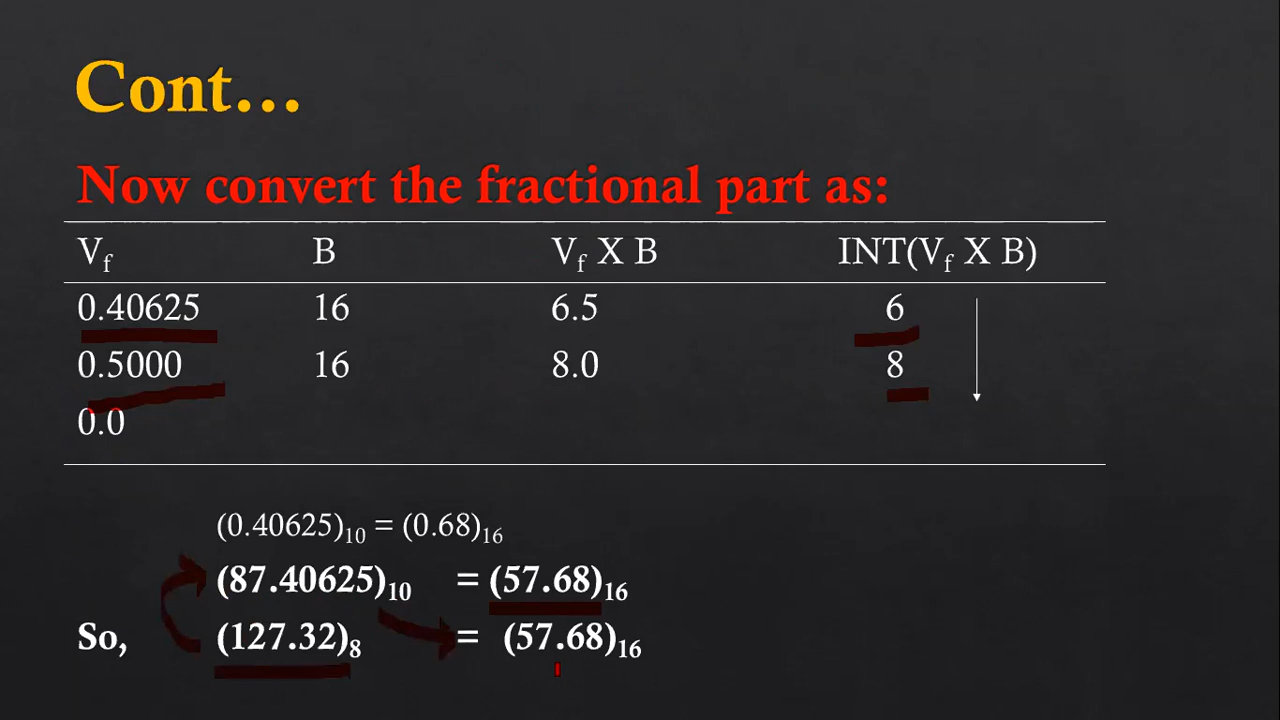 Cont...
Now convert the fractional part as:
Vf B Vf X B INT(Vf X B)
0.40625 16 6.5 6
0.5000 16 8.0 8
0.0
(0.40625)10 = (0.68)16
(87.40625)10 = (57.68)16
So, (127.32)8 = (57.68)16